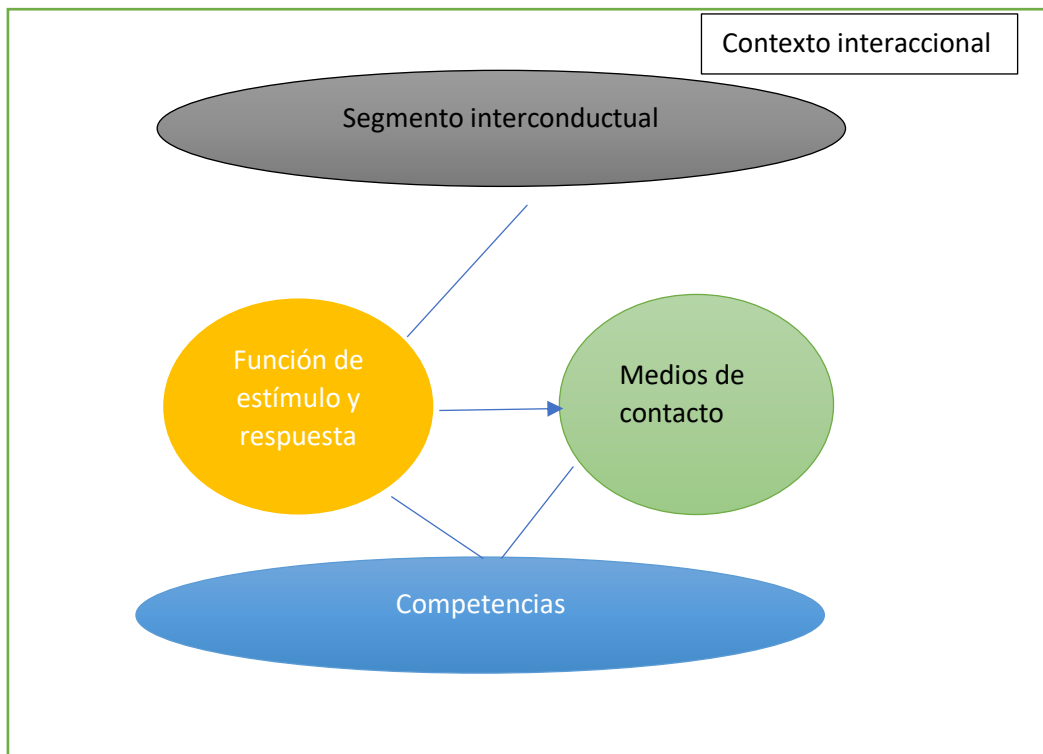 Contexto interaccional
Segmento interconductual
Función de
estímulo y
respuesta
Medios de
contacto
Competencias